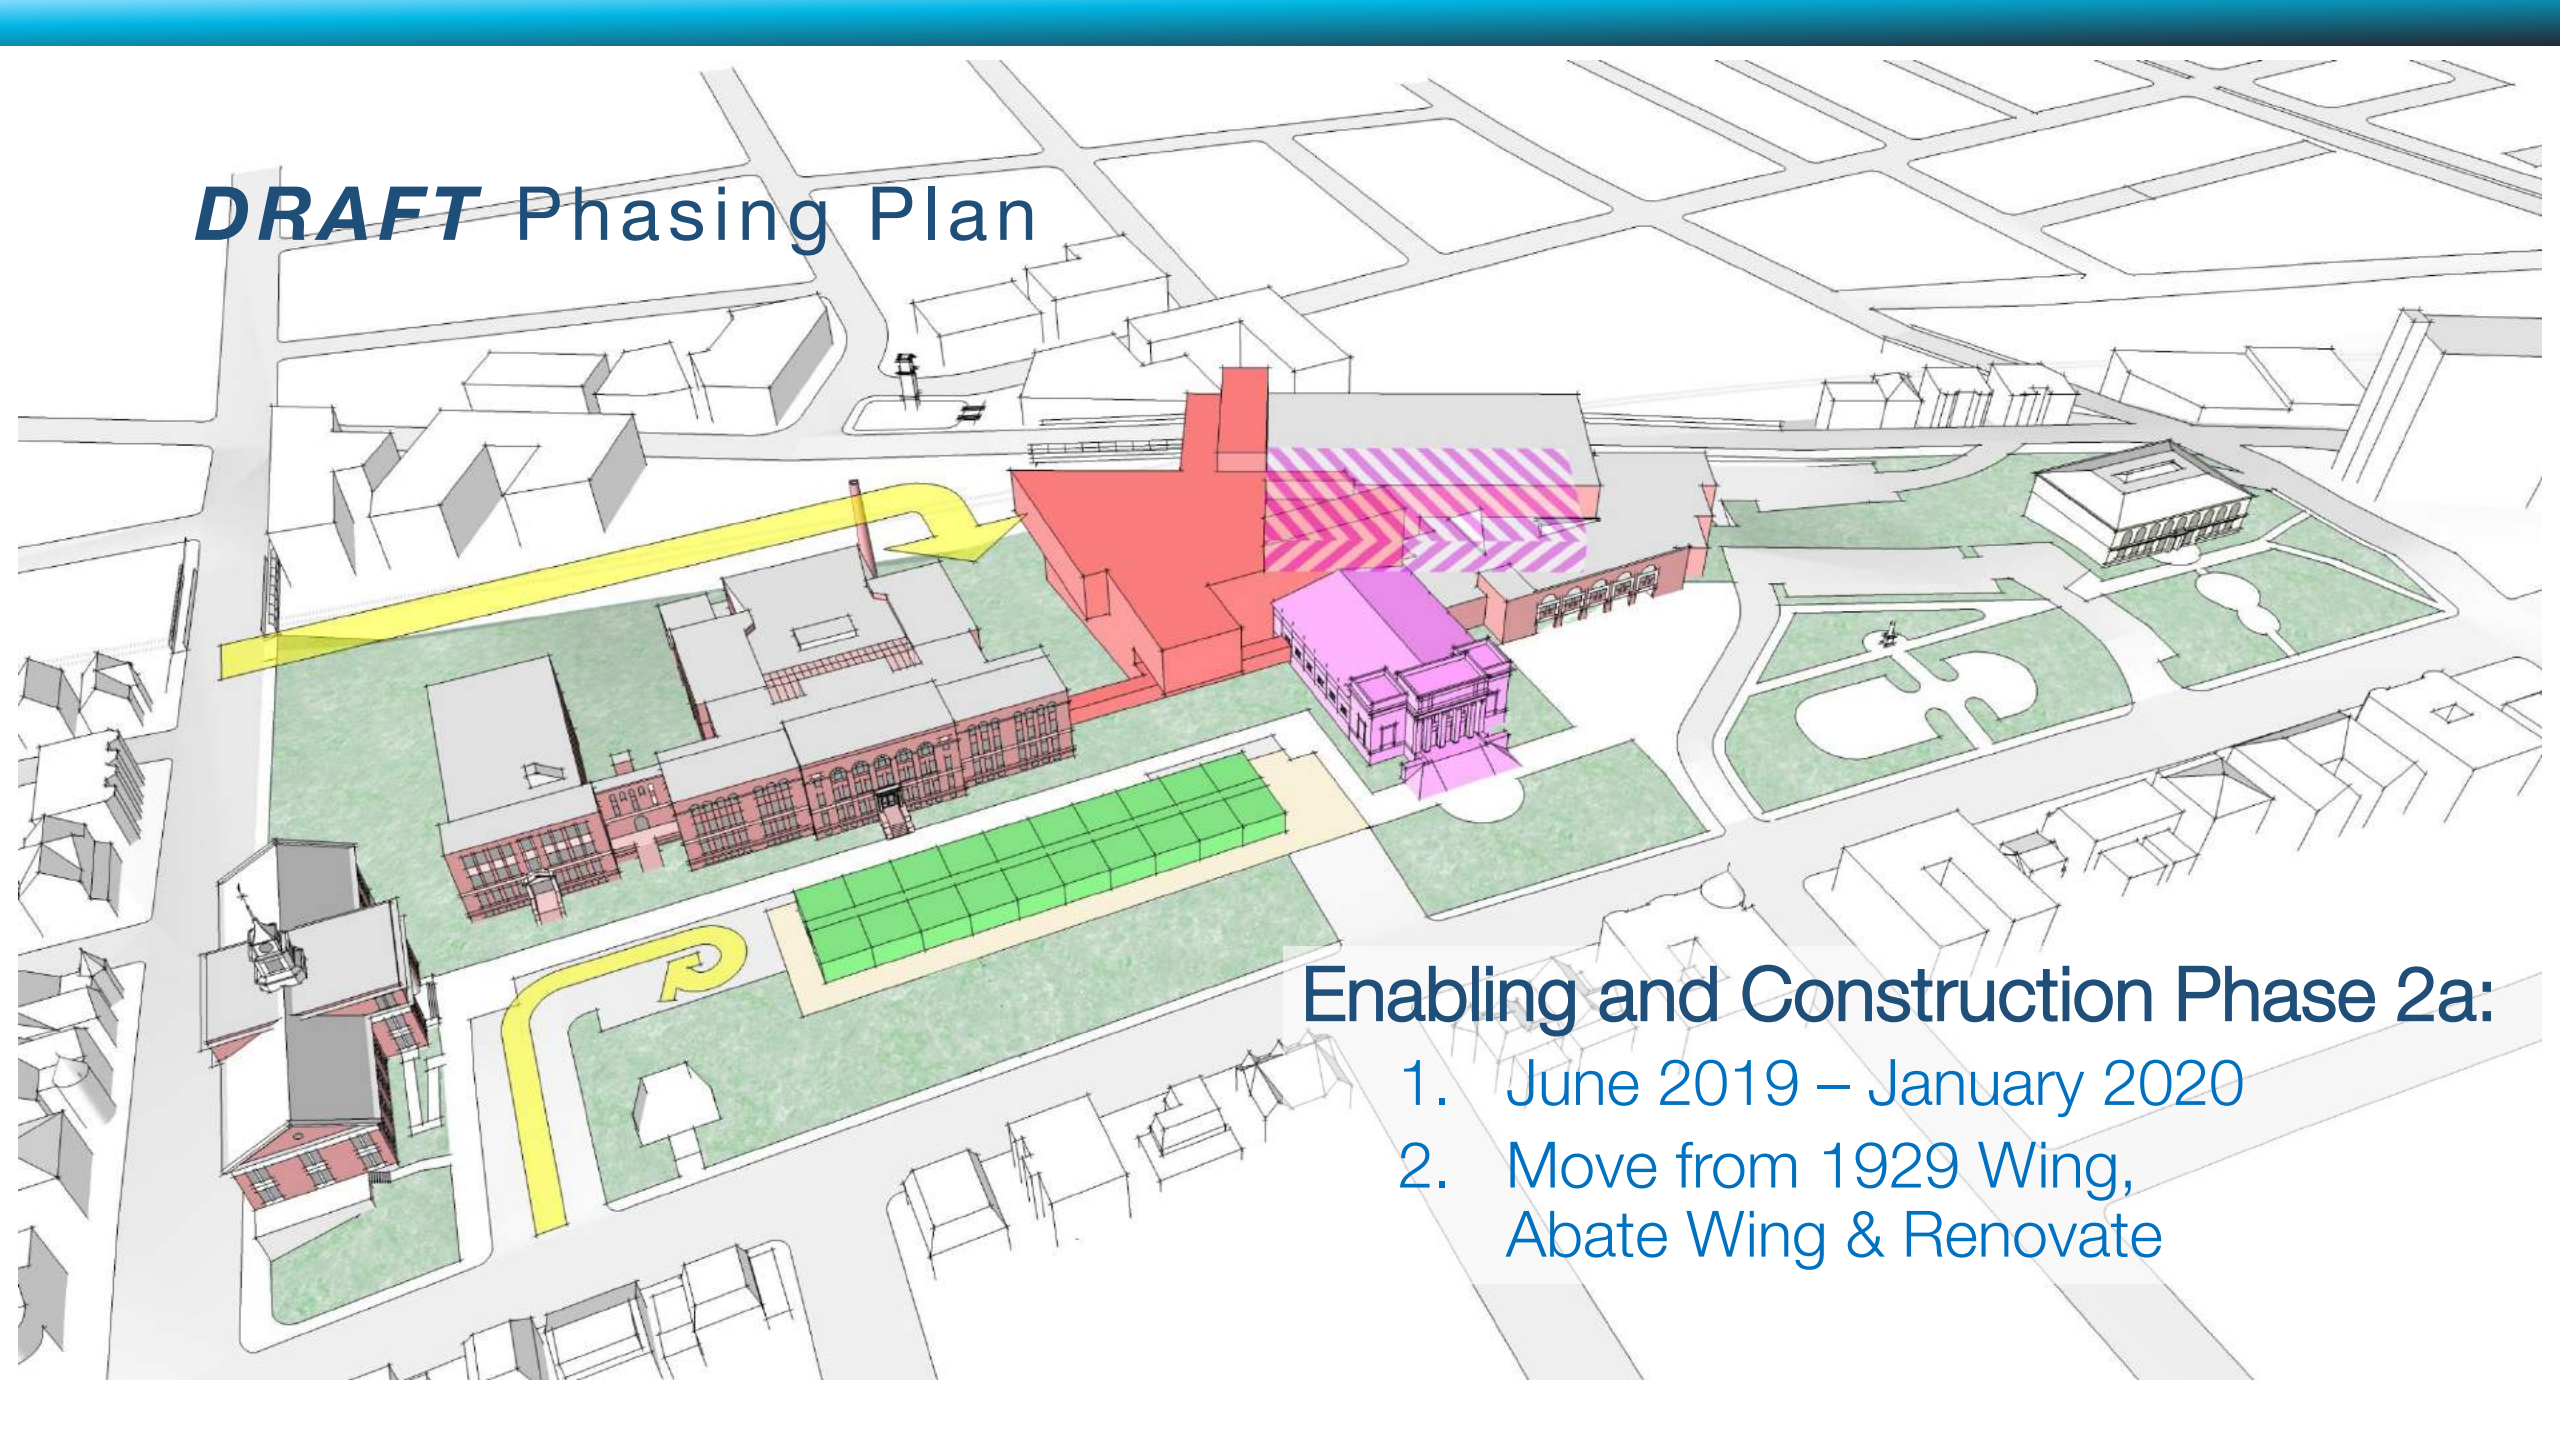 DRAFT Phasing Plan
Enabling and Construction Phase 2a:
1. June 2019 – January 2020
2. Move from 1929 Wing,
Abate Wing & Renovate